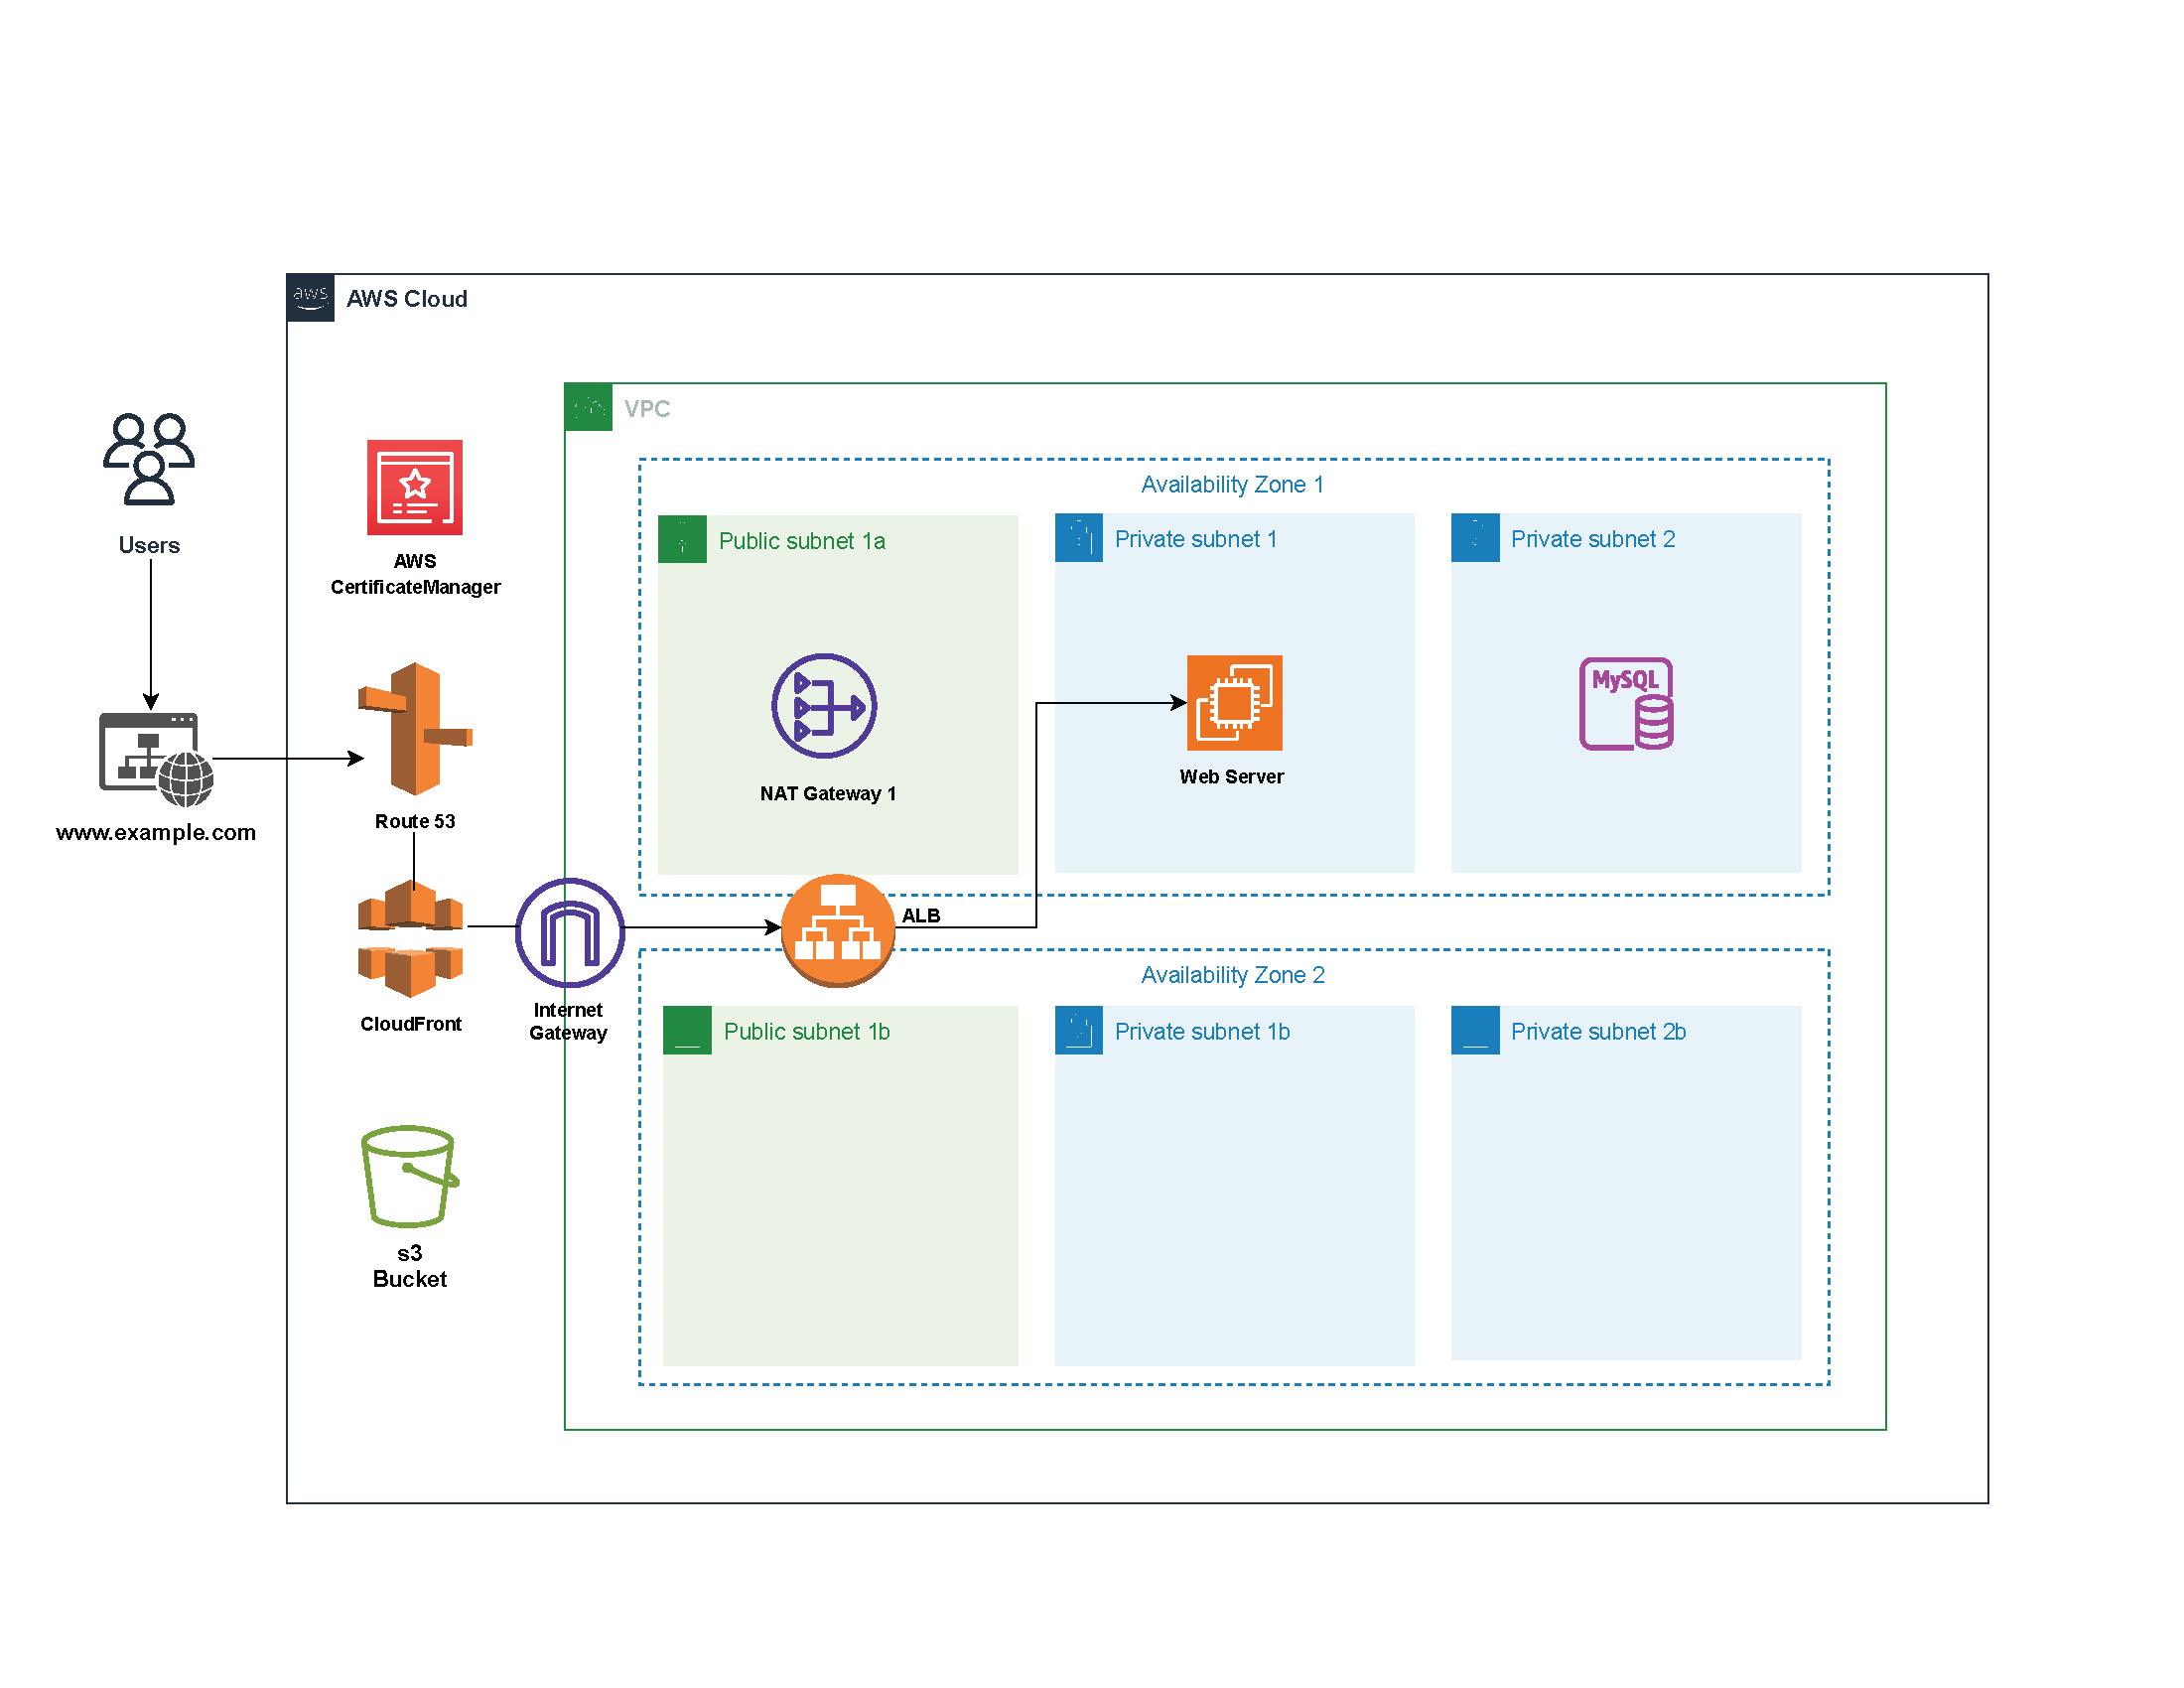 aws
AWS Cloud
VPC
Users
AWS
CertificateManager
Availability Zone 1
Public subnet 1a
Private subnet 1
Private subnet 2
MySQL
Web Server
NAT Gateway 1
Route 53
www.example.com
ALB
Availability Zone 2
Internet
Gateway
CloudFront
Public subnet 1b
Private subnet 1b
Private subnet 2b
s3
Bucket